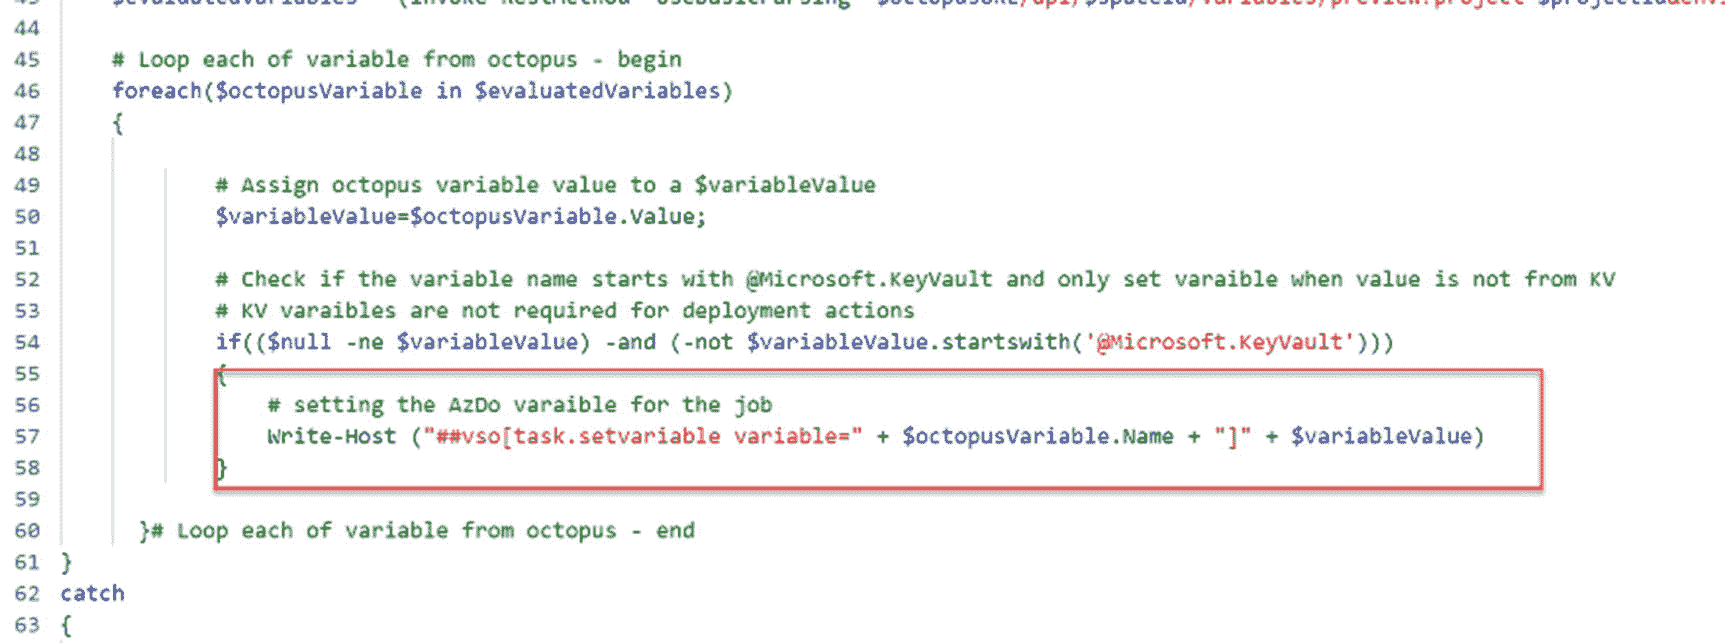 44
45 # Loop each of variable from octopus - begin
46 foreach($octopusVariable in $evaluatedVariables)
47 {
48
49 # Assign octopus variable value to a $variableValue
50 $variableValue=$octopusVariable.Value;
51
52 # Check if the variable name starts with @Microsoft.KeyVault and only set varaible when value is not from KV
53 # KV varaibles are not required for deployment actions
54 if(($null -ne $variableValue) -and (-not $variableValue.startswith('@Microsoft.KeyVault')))
55 {
56 # setting the AzDo varaible for the job
57 Write-Host ("##vso[task.setvariable variable=" + $octopusVariable.Name + "]" + $variableValue)
58 }
59
60 }# Loop each of variable from octopus - end
61 }
62 catch
63 {